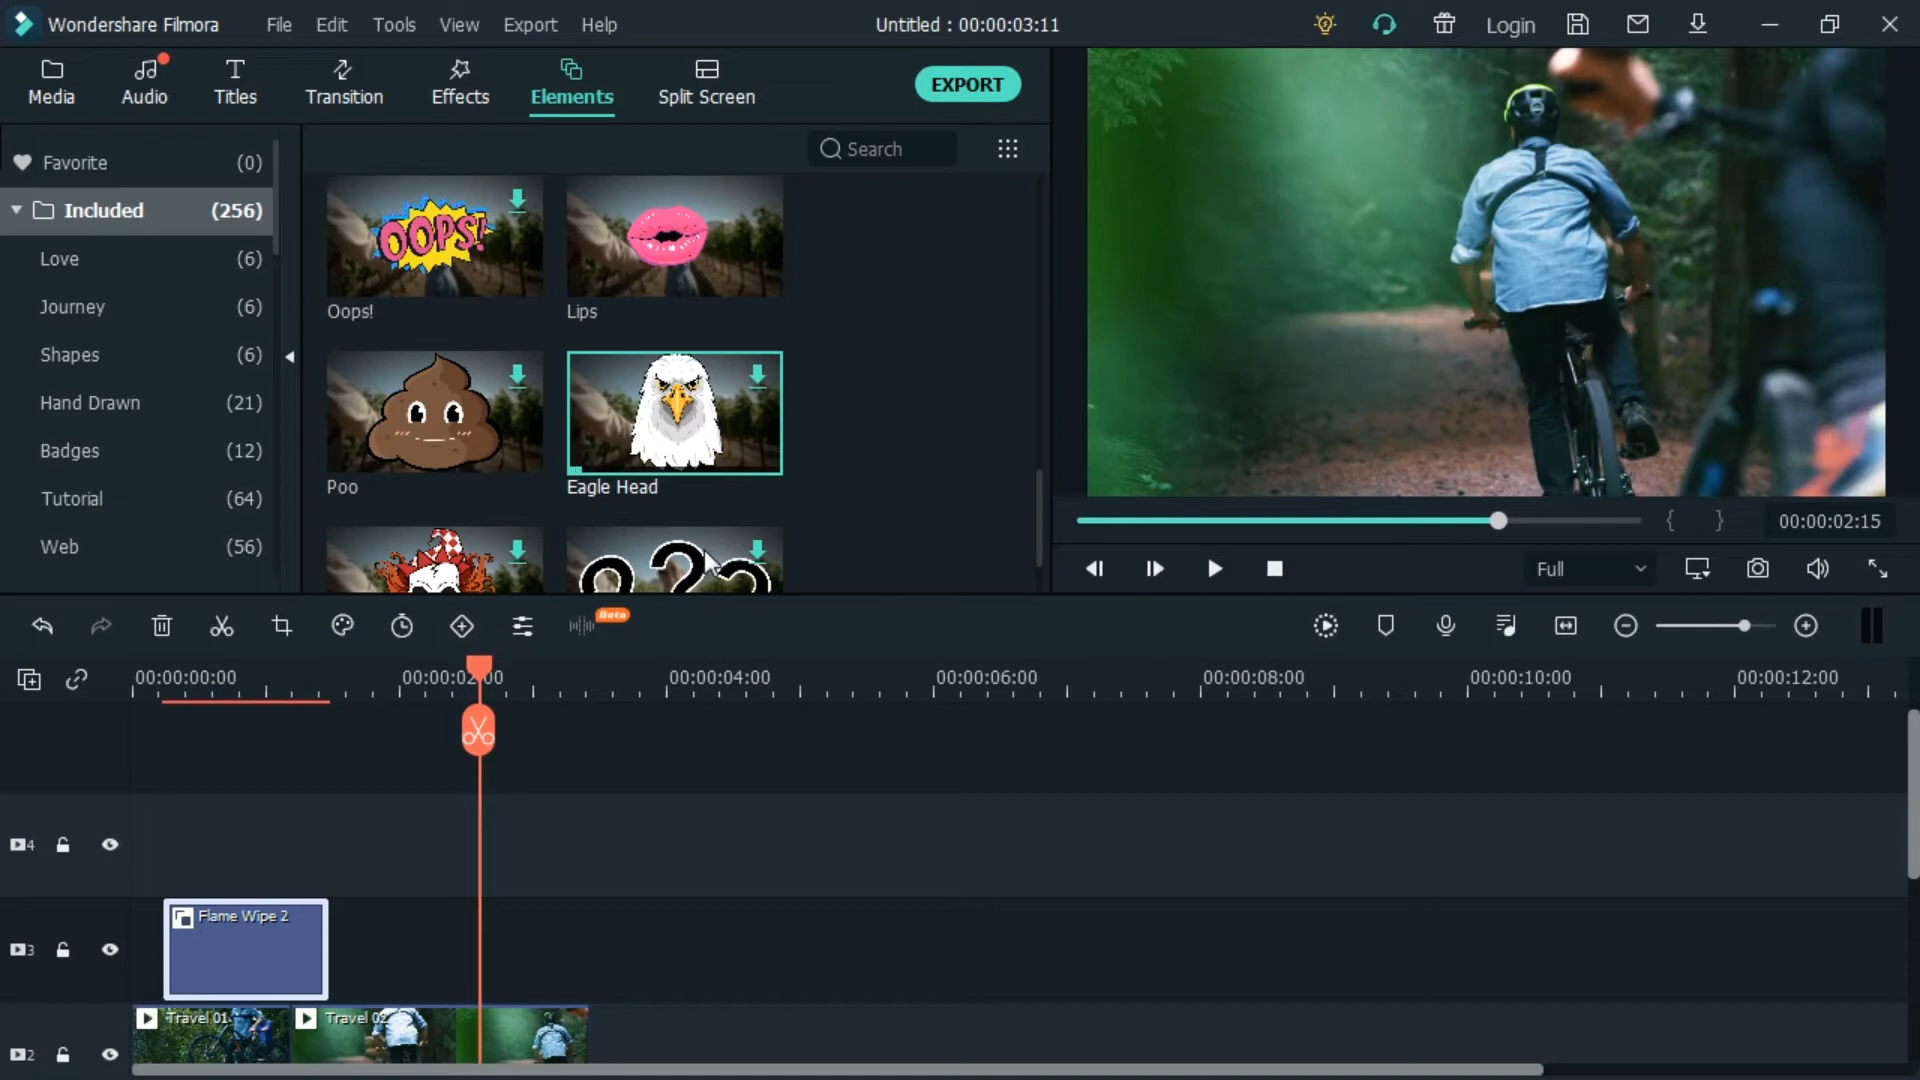 Wondershare Filmora File Edit Tools View Export Help Untitled : 00:00:03:11 Login
Media Audio Titles Transition Effects Elements Split Screen EXPORT
Favorite (0) Search
Included (256)
Love (6)
Journey (6)
Shapes (6)
Hand Drawn (21)
Badges (12)
Tutorial (64)
Web (56)
OOPS!
Oops! Lips
Poo Eagle Head
???
{ } 00:00:02:15
Full
Beta
00:00:00:00 00:00:02:00 00:00:04:00 00:00:06:00 00:00:08:00 00:00:10:00 00:00:12:00
4
Flame Wipe 2
3
Travel 01 Travel 02
2